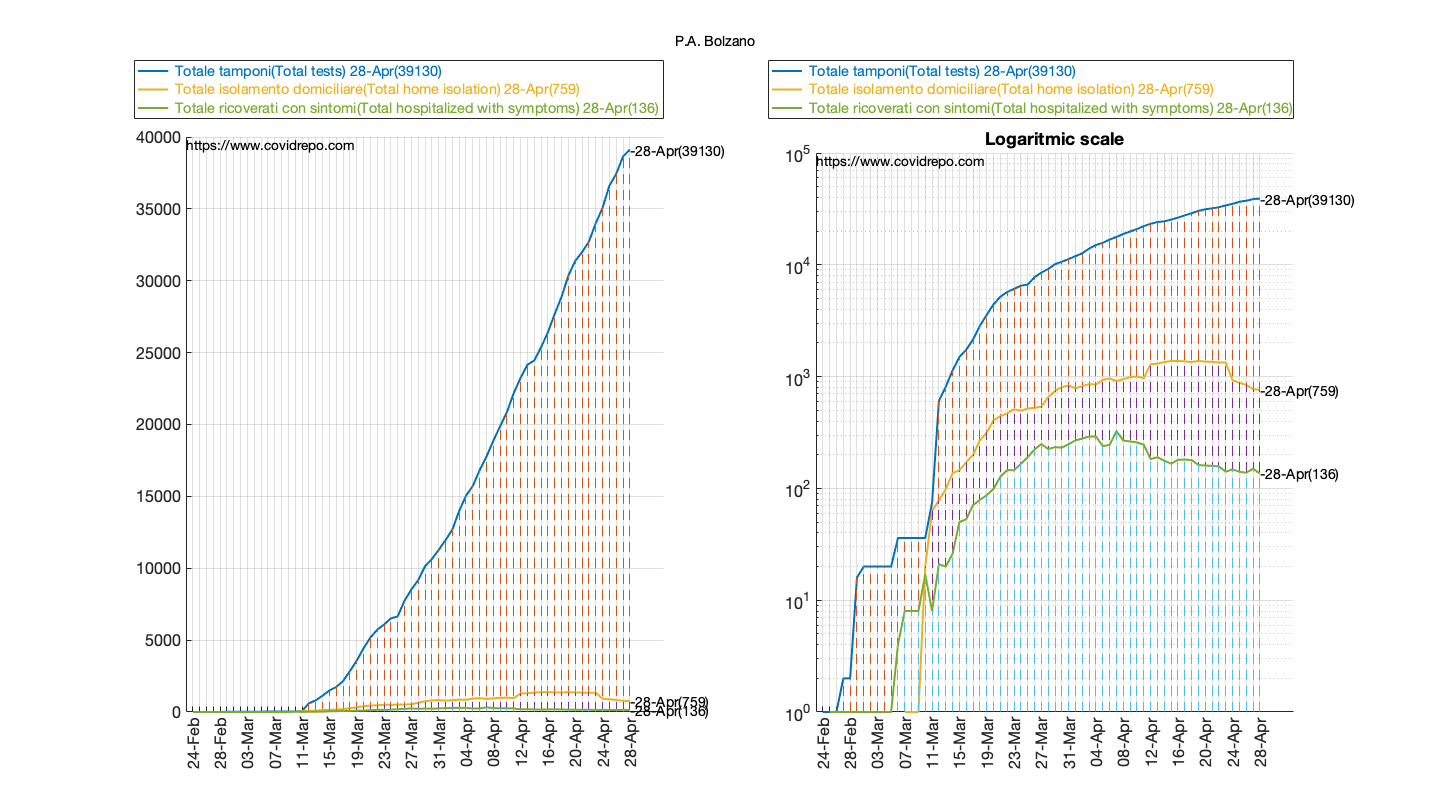 P.A. Bolzano
Totale tamponi(Total tests) 28-Apr(39130)
Totale isolamento domiciliare(Total home isolation) 28-Apr(759)
Totale ricoverati con sintomi(Total hospitalized with symptoms) 28-Apr(136)
40000
35000
30000
25000
20000
15000
10000
5000
0
https://www.covidrepo.com
-28-Apr(39130)
-28-Apr(759)
-28-Apr(136)
24-Feb
28-Feb
03-Mar
07-Mar
11-Mar
15-Mar
19-Mar
23-Mar
27-Mar
31-Mar
04-Apr
08-Apr
12-Apr
16-Apr
20-Apr
24-Apr
28-Apr
Totale tamponi(Total tests) 28-Apr(39130)
Totale isolamento domiciliare(Total home isolation) 28-Apr(759)
Totale ricoverati con sintomi(Total hospitalized with symptoms) 28-Apr(136)
Logaritmic scale
10^5
10^4
10^3
10^2
10^1
10^0
https://www.covidrepo.com
-28-Apr(39130)
-28-Apr(759)
-28-Apr(136)
24-Feb
28-Feb
03-Mar
07-Mar
11-Mar
15-Mar
19-Mar
23-Mar
27-Mar
31-Mar
04-Apr
08-Apr
12-Apr
16-Apr
20-Apr
24-Apr
28-Apr